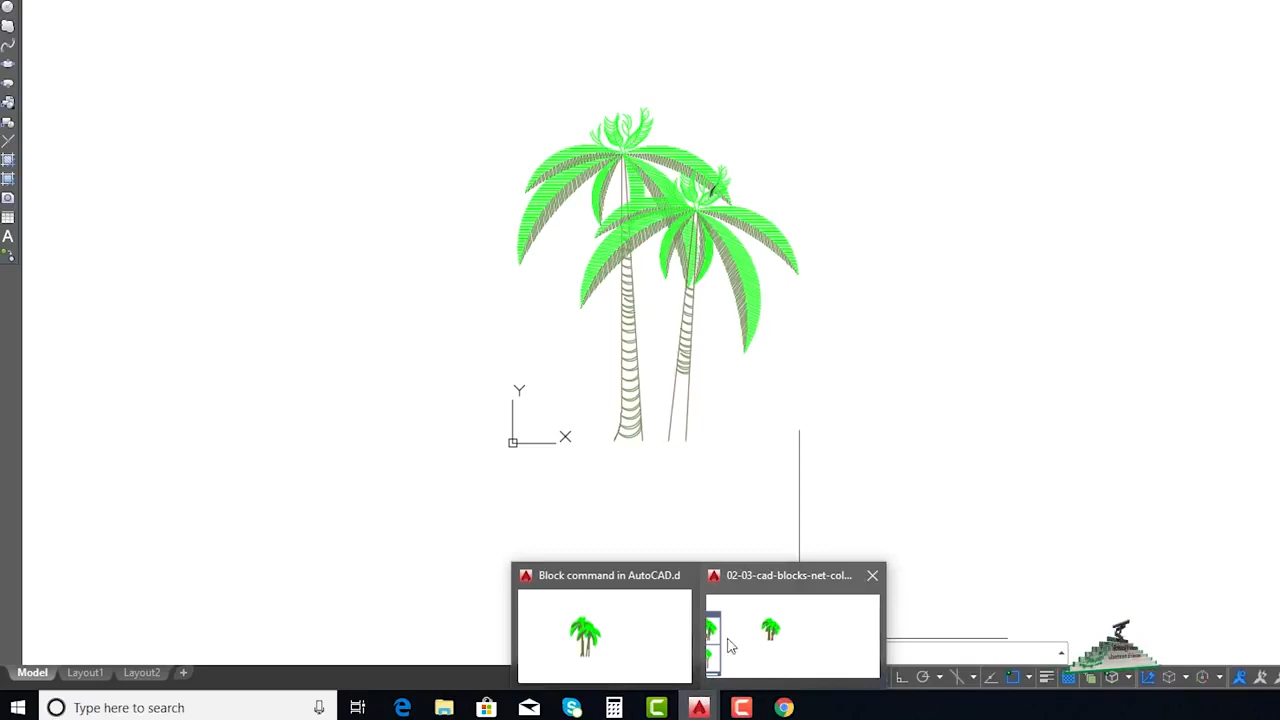 A
Y
X
Block command in AutoCAD.d
02-03-cad-blocks-net-col...
Model
Layout1
Layout2
Type here to search